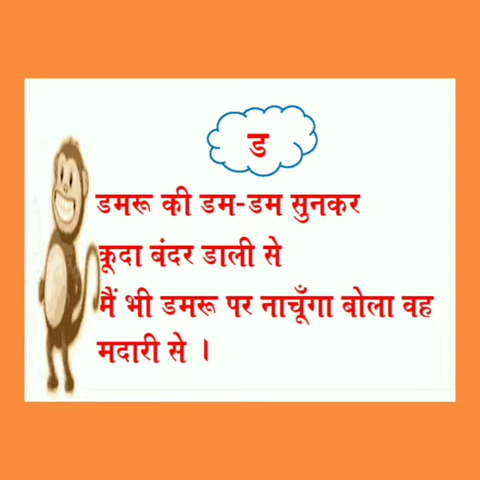 ड
डमरू की डम-डम सुनकर
कूदा बंदर डाली से
मैं भी डमरू पर नाचूँगा बोला वह
मदारी से ।